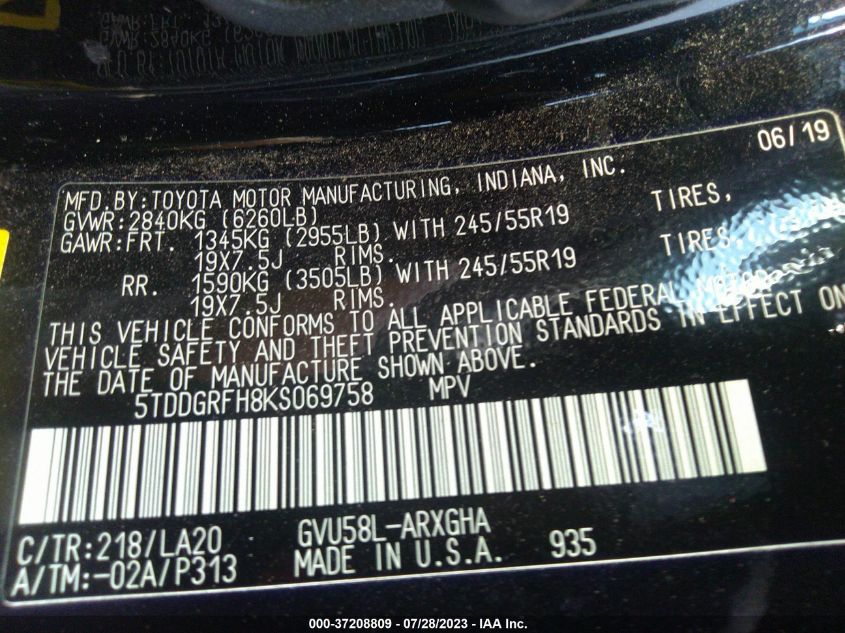 06/19
MFD.BY:TOYOTA MOTOR MANUFACTURING, INDIANA, INC.
GVWR:2840KG (6260LB)
GAWR:FRT. 1345KG (2955LB) WITH 245/55R19 TIRES,
19X7.5J RIMS.
RR. 1590KG (3505LB) WITH 245/55R19 TIRES,
19X7.5J RIMS.
THIS VEHICLE CONFORMS TO ALL APPLICABLE FEDERAL MOTOR
VEHICLE SAFETY AND THEFT PREVENTION STANDARDS IN EFFECT ON
THE DATE OF MANUFACTURE SHOWN ABOVE.
5TDDGRFH8KS069758 MPV
C/TR:218/LA20 GVU58L-ARXGHA
A/TM:-02A/P313 MADE IN U.S.A. 935
000-37208809 / 07/28/2023 - IAA Inc.